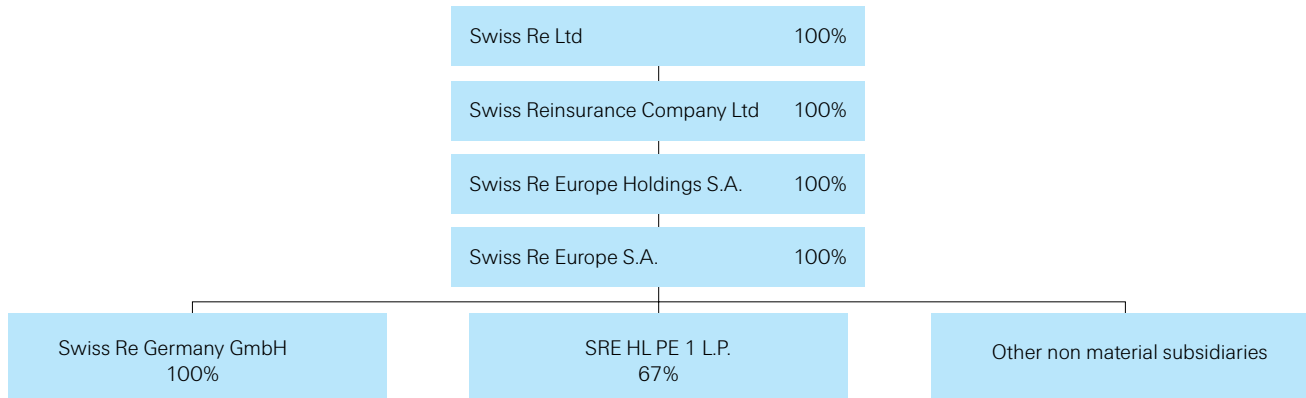 Swiss Re Ltd 100%
Swiss Reinsurance Company Ltd 100%
Swiss Re Europe Holdings S.A. 100%
Swiss Re Europe S.A. 100%
Swiss Re Germany GmbH
100%
SRE HL PE 1 L.P.
67%
Other non material subsidiaries